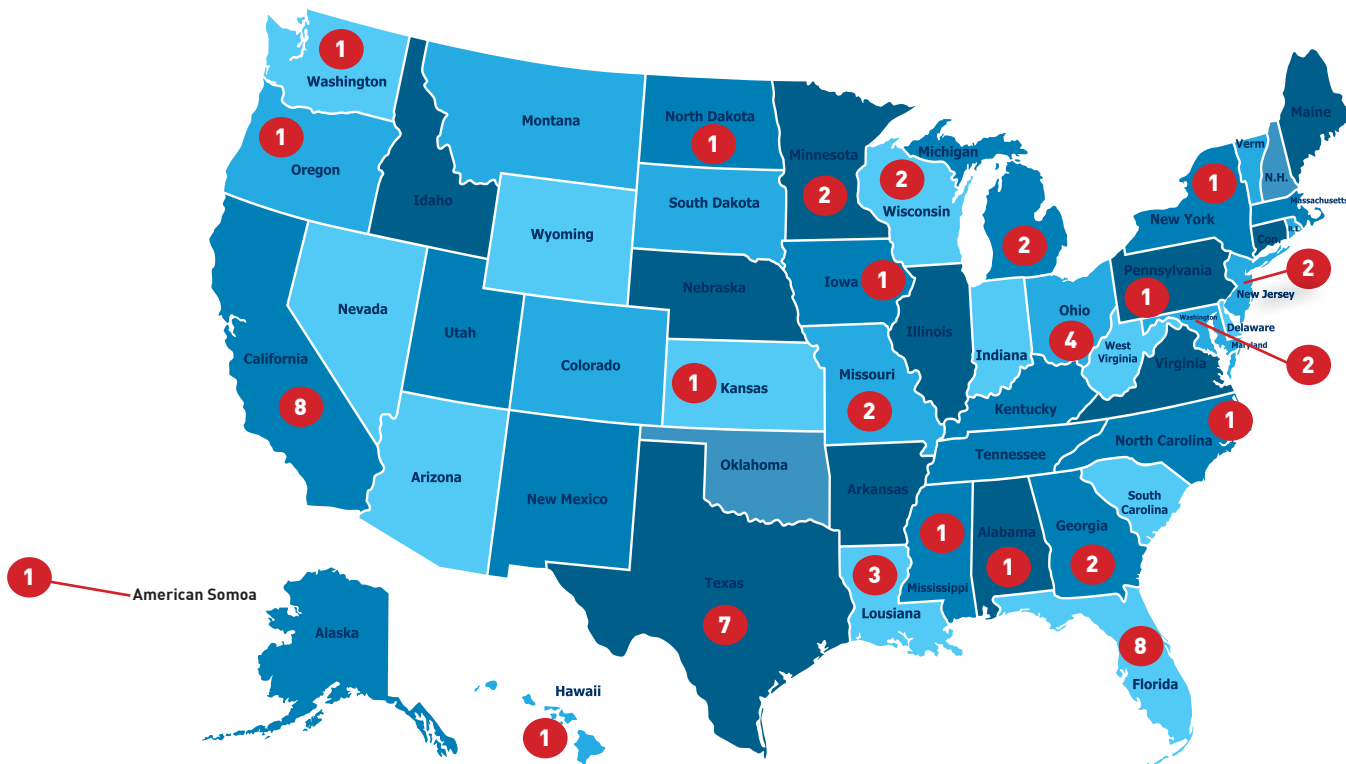 1
Washington
1
Oregon
Montana
North Dakota
1
Minnesota
2
Michigan
2
Wisconsin
Maine
Verm
N.H.
1
New York
Massachusetts
R.I.
Con.
Idaho
Wyoming
South Dakota
2
Iowa
1
Pennsylvania
1
2
New Jersey
Nebraska
Nevada
Utah
California
8
Colorado
1
Kansas
Missouri
2
Illinois
Indiana
Ohio
4
West
Virginia
Washington
Delaware
Maryland
Virginia
2
Kentucky
1
North Carolina
Tennessee
Arizona
New Mexico
Oklahoma
Arkansas
South
Carolina
1
Mississippi
Alabama
1
Georgia
2
Texas
7
3
Lousiana
8
Florida
1
American Somoa
Alaska
Hawaii
1